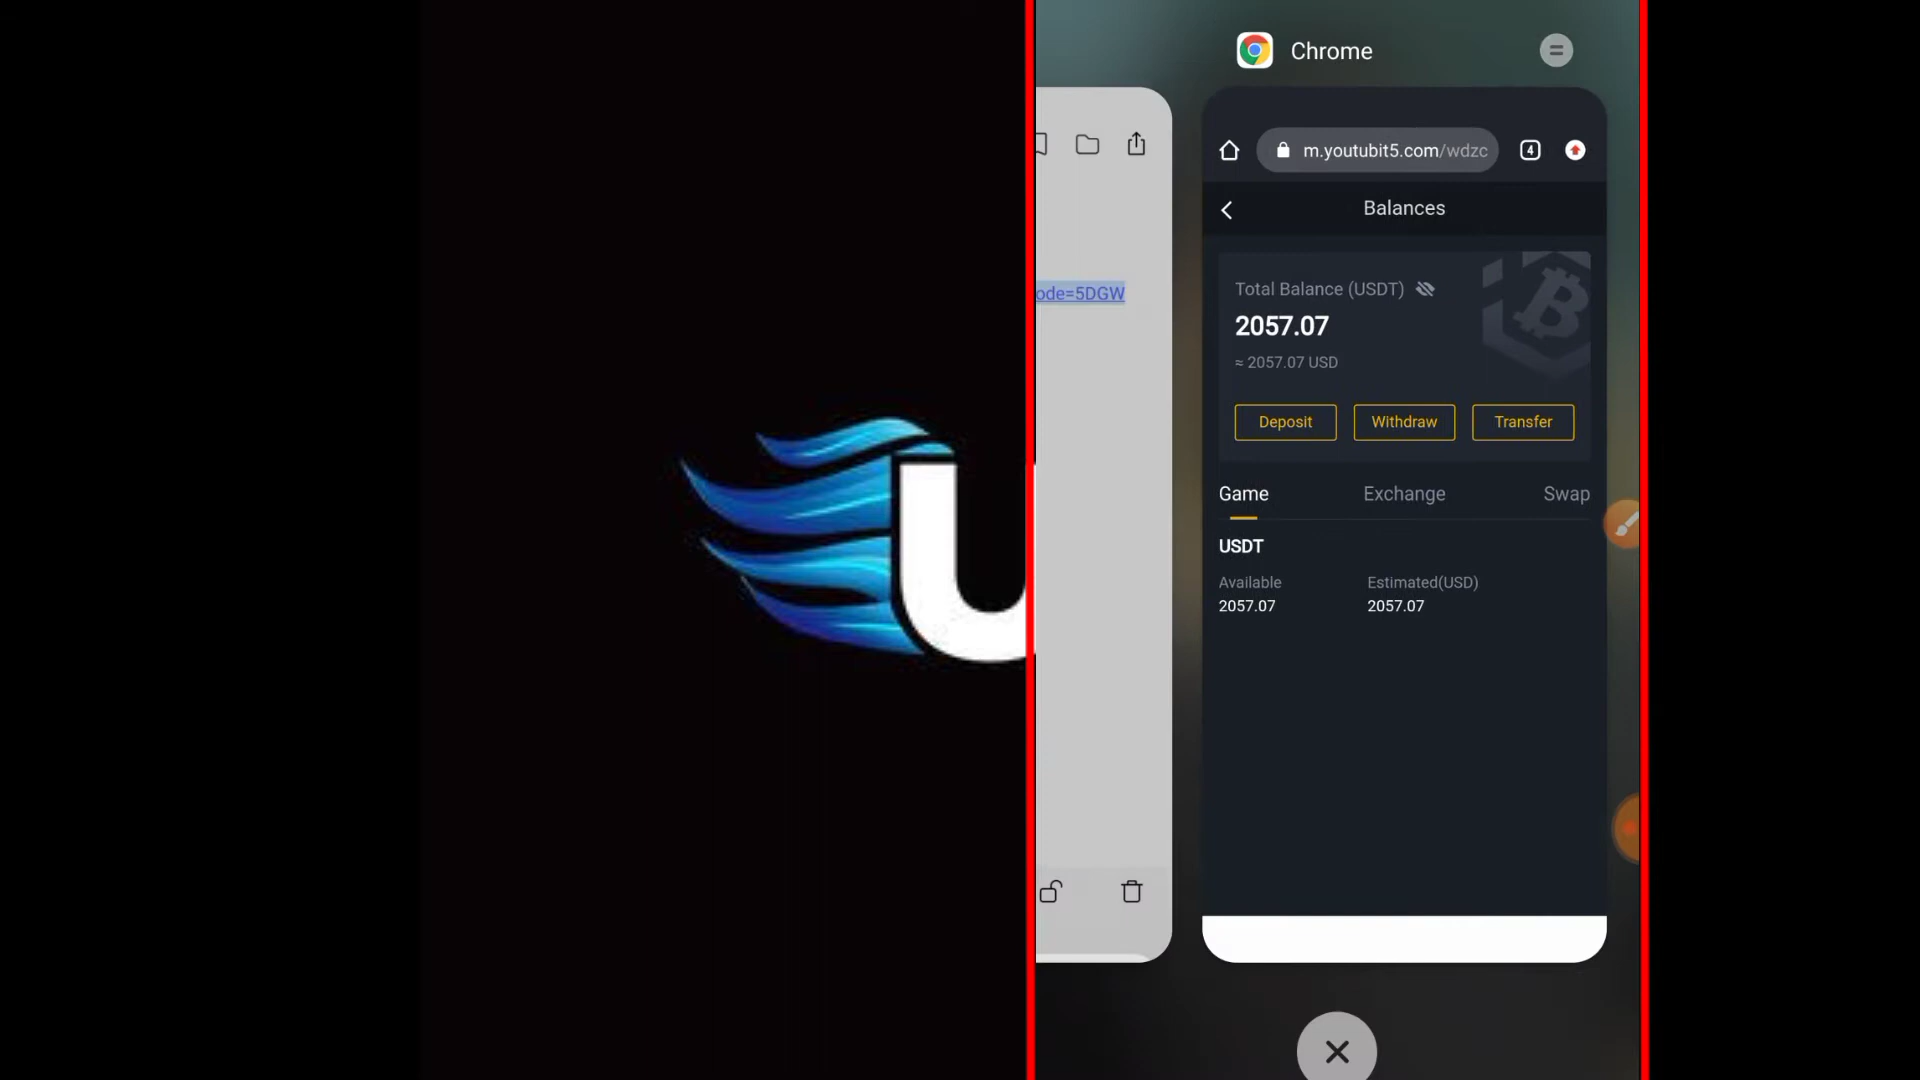 U
Chrome
m.youtubit5.com/wdzc
4
Balances
ode=5DGW
Total Balance (USDT)
2057.07
≈ 2057.07 USD
Deposit Withdraw Transfer
Game Exchange Swap
USDT
Available Estimated(USD)
2057.07 2057.07